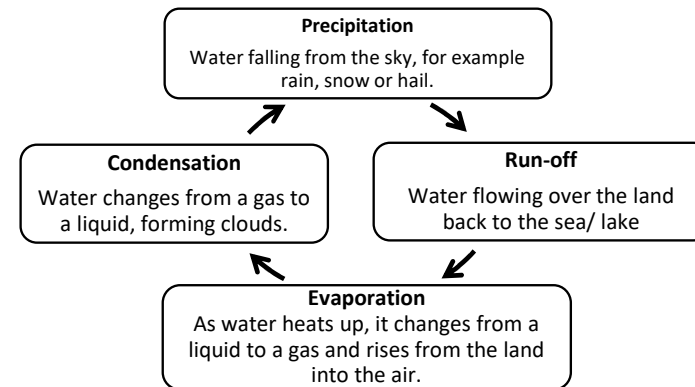 Precipitation
Water falling from the sky, for example
rain, snow or hail.
Condensation
Water changes from a gas to
a liquid, forming clouds.
Run-off
Water flowing over the land
back to the sea/ lake
Evaporation
As water heats up, it changes from a
liquid to a gas and rises from the land
into the air.